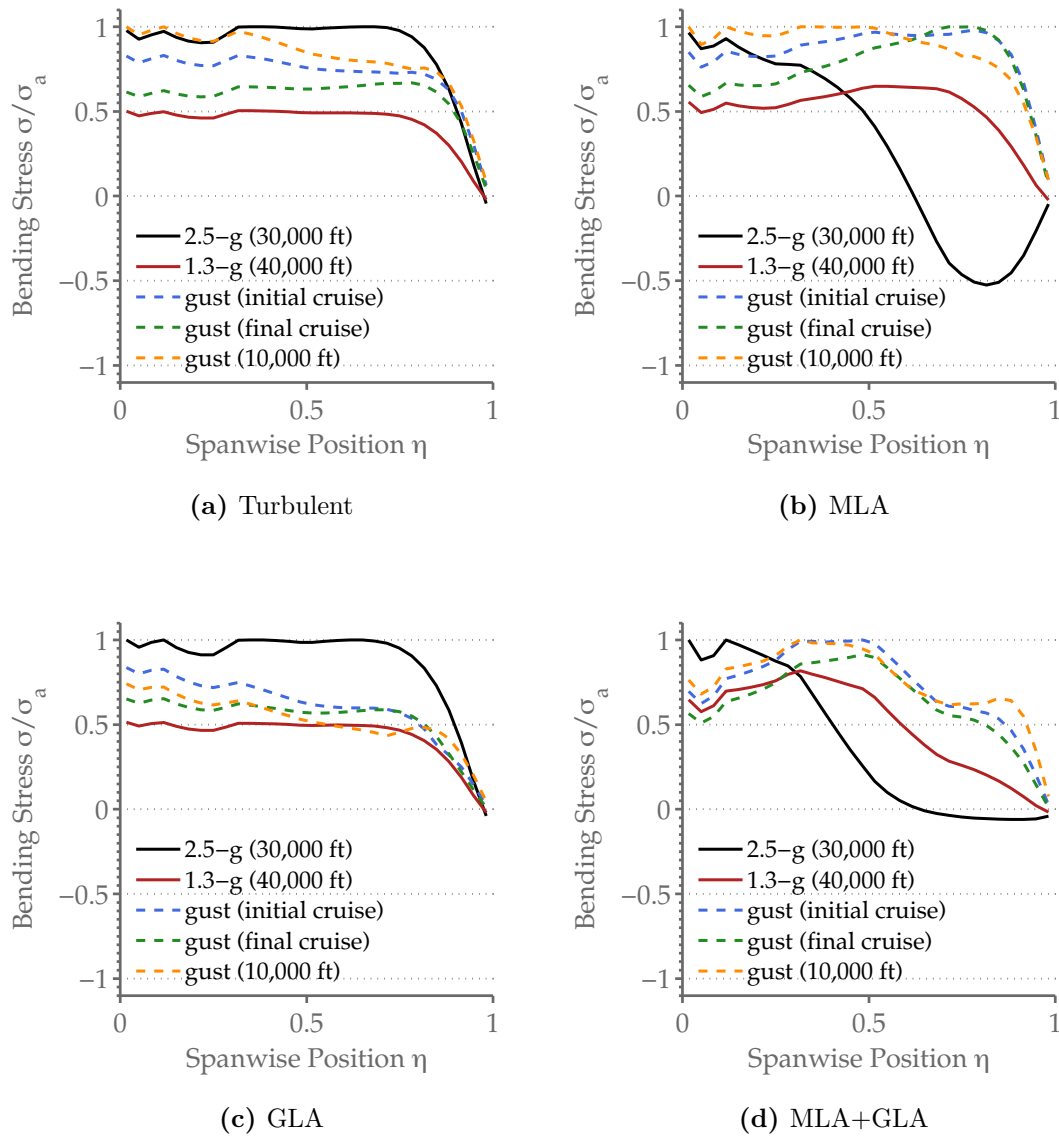 Bending Stress σ/σa
1
0.5
0
−0.5
−1
2.5−g (30,000 ft)
1.3−g (40,000 ft)
gust (initial cruise)
gust (final cruise)
gust (10,000 ft)
0
0.5
1
Spanwise Position η
(a) Turbulent
Bending Stress σ/σa
1
0.5
0
−0.5
−1
2.5−g (30,000 ft)
1.3−g (40,000 ft)
gust (initial cruise)
gust (final cruise)
gust (10,000 ft)
0
0.5
1
Spanwise Position η
(b) MLA
Bending Stress σ/σa
1
0.5
0
−0.5
−1
2.5−g (30,000 ft)
1.3−g (40,000 ft)
gust (initial cruise)
gust (final cruise)
gust (10,000 ft)
0
0.5
1
Spanwise Position η
(c) GLA
Bending Stress σ/σa
1
0.5
0
−0.5
−1
2.5−g (30,000 ft)
1.3−g (40,000 ft)
gust (initial cruise)
gust (final cruise)
gust (10,000 ft)
0
0.5
1
Spanwise Position η
(d) MLA+GLA